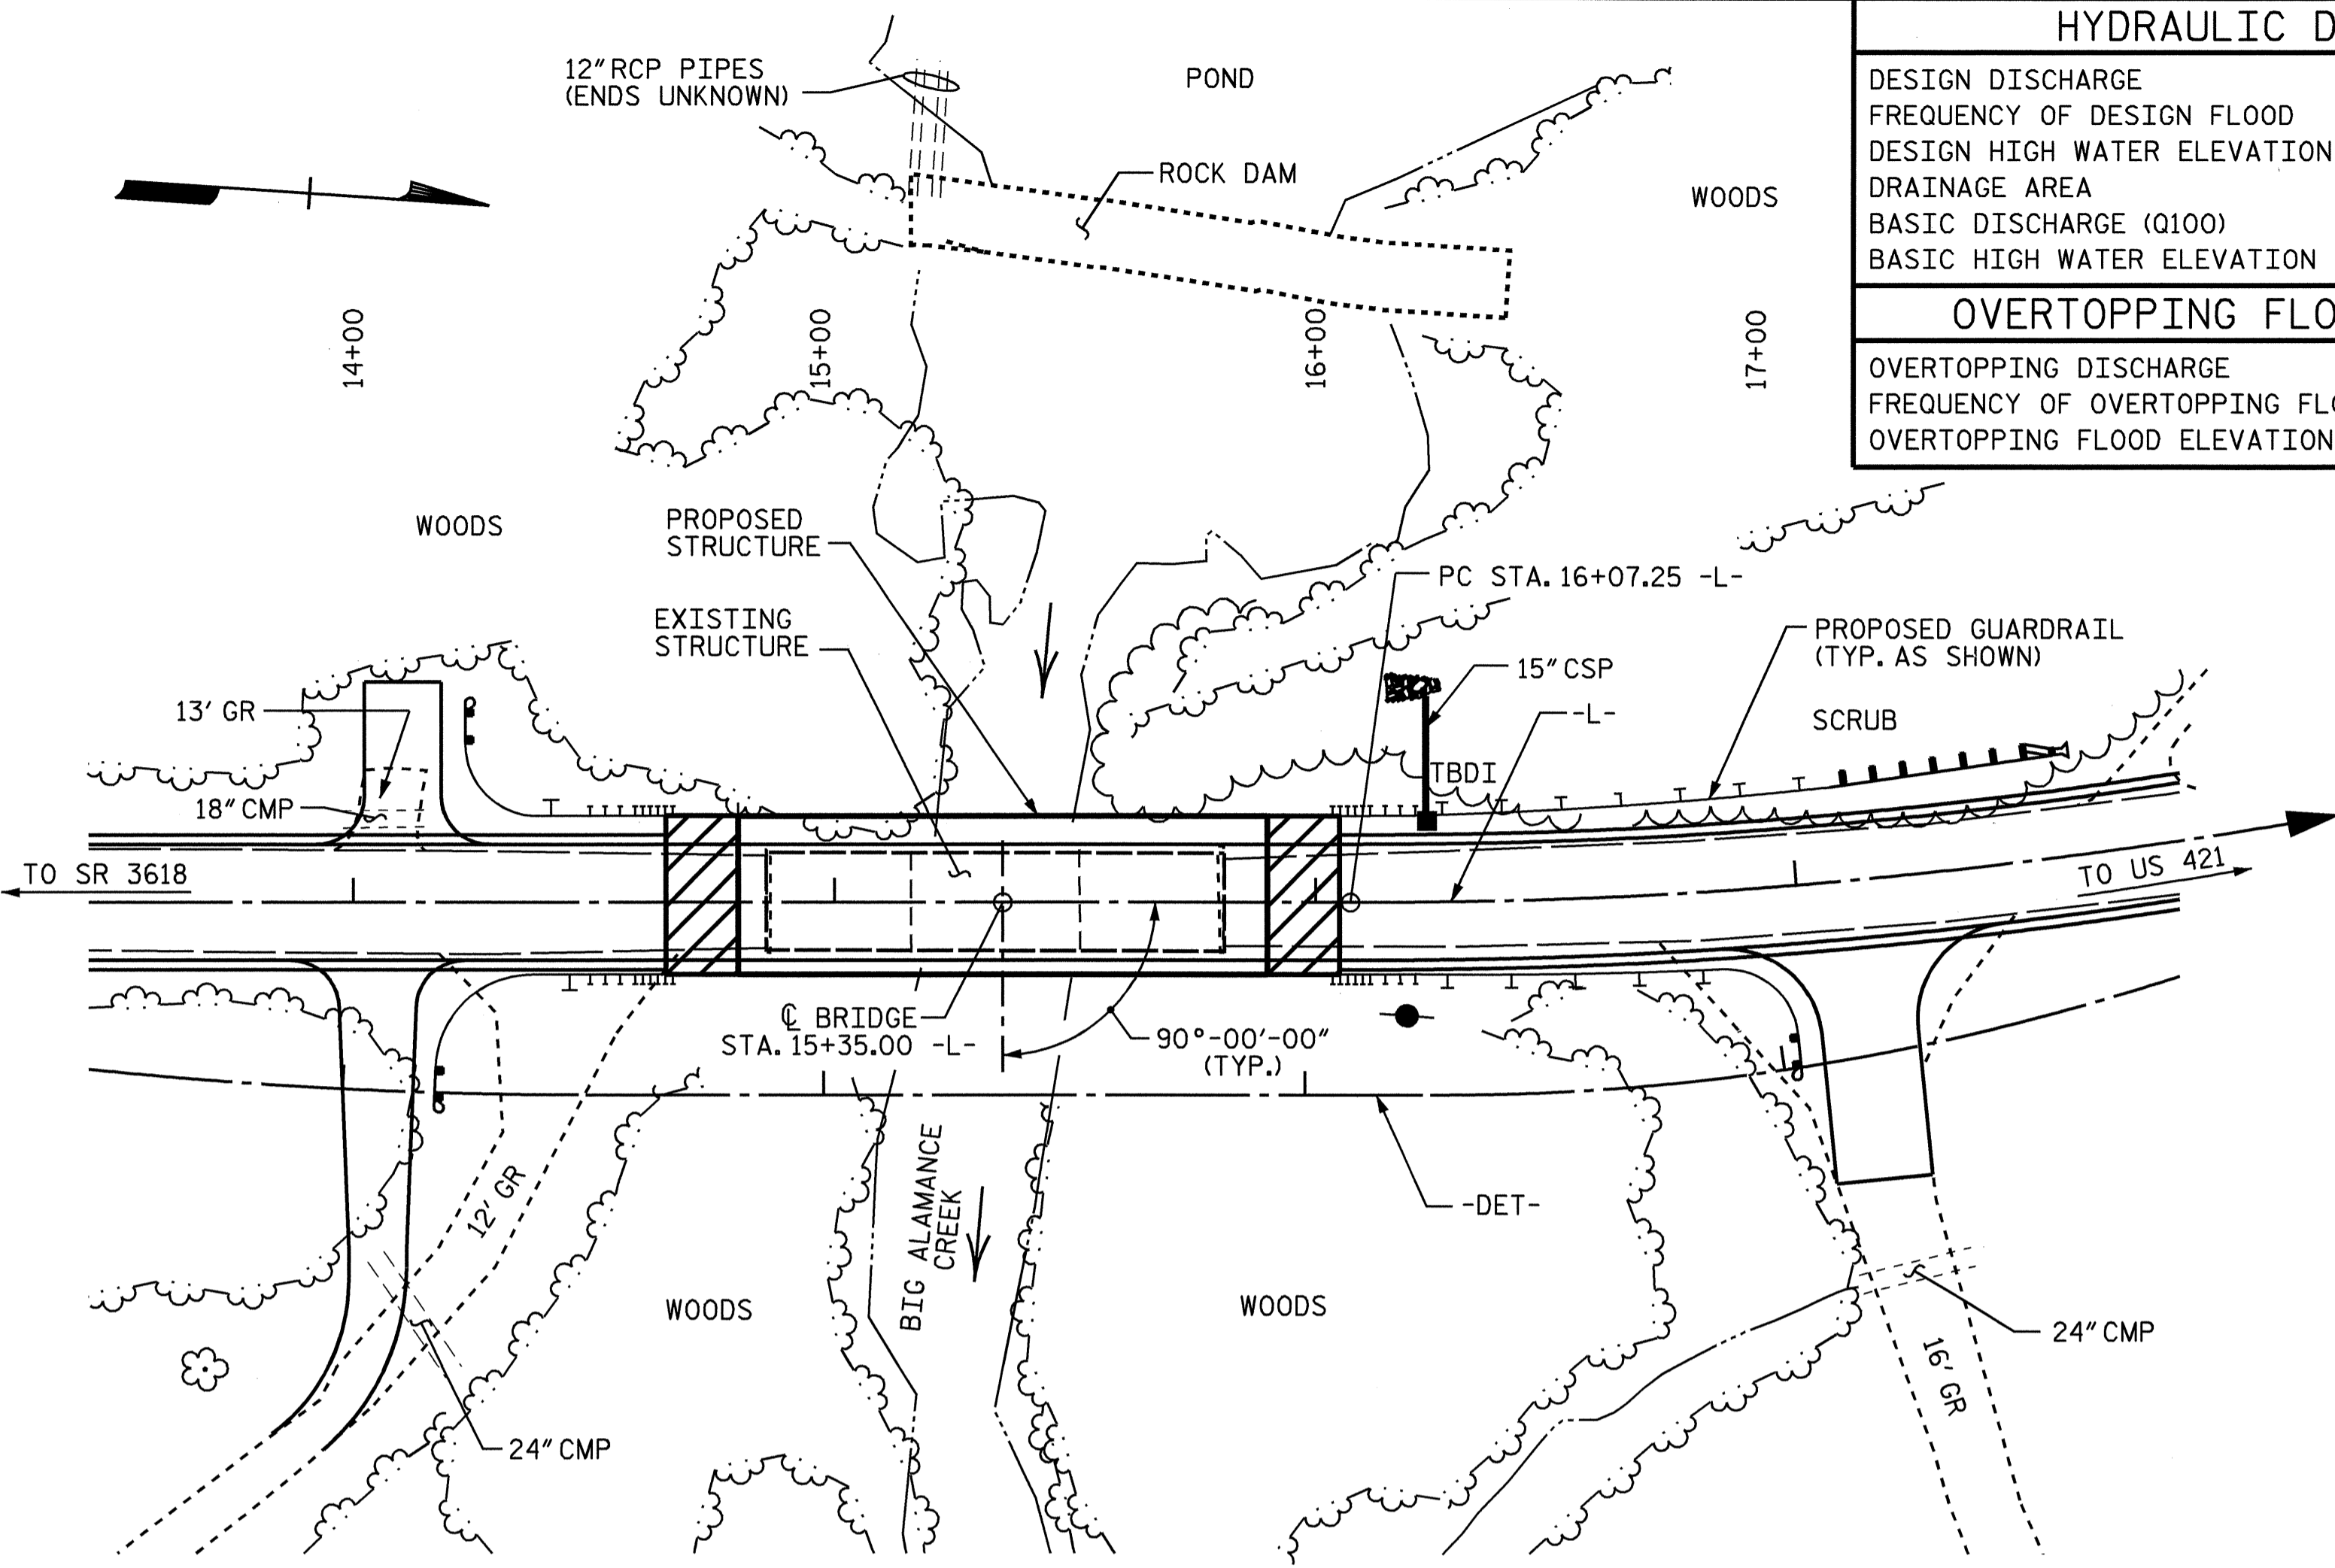 HYDRAULIC D
DESIGN DISCHARGE
FREQUENCY OF DESIGN FLOOD
DESIGN HIGH WATER ELEVATION
DRAINAGE AREA
BASIC DISCHARGE (Q100)
BASIC HIGH WATER ELEVATION
OVERTOPPING FLO
OVERTOPPING DISCHARGE
FREQUENCY OF OVERTOPPING FLO
OVERTOPPING FLOOD ELEVATION
12" RCP PIPES
(ENDS UNKNOWN)
POND
ROCK DAM
WOODS
14+00
15+00
16+00
17+00
WOODS
PROPOSED
STRUCTURE
PC STA. 16+07.25 -L-
EXISTING
STRUCTURE
PROPOSED GUARDRAIL
(TYP. AS SHOWN)
15" CSP
13' GR
-L-
SCRUB
TBDI
18" CMP
TO SR 3618
TO US 421
℄ BRIDGE
STA. 15+35.00 -L-
90°-00'-00"
(TYP.)
12' GR
BIG ALAMANCE
CREEK
-DET-
WOODS
WOODS
24" CMP
16' GR
24" CMP